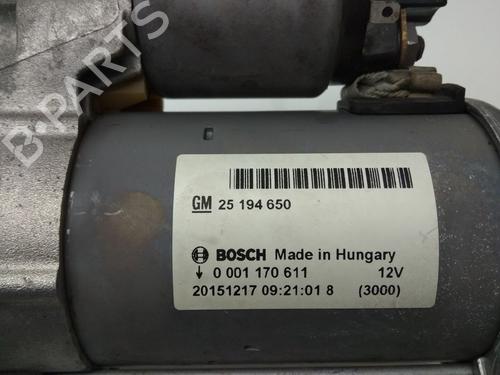 B-PARTS
GM 25 194 650
BOSCH Made in Hungary
0 001 170 611 12V
20151217 09:21:01 8 (3000)